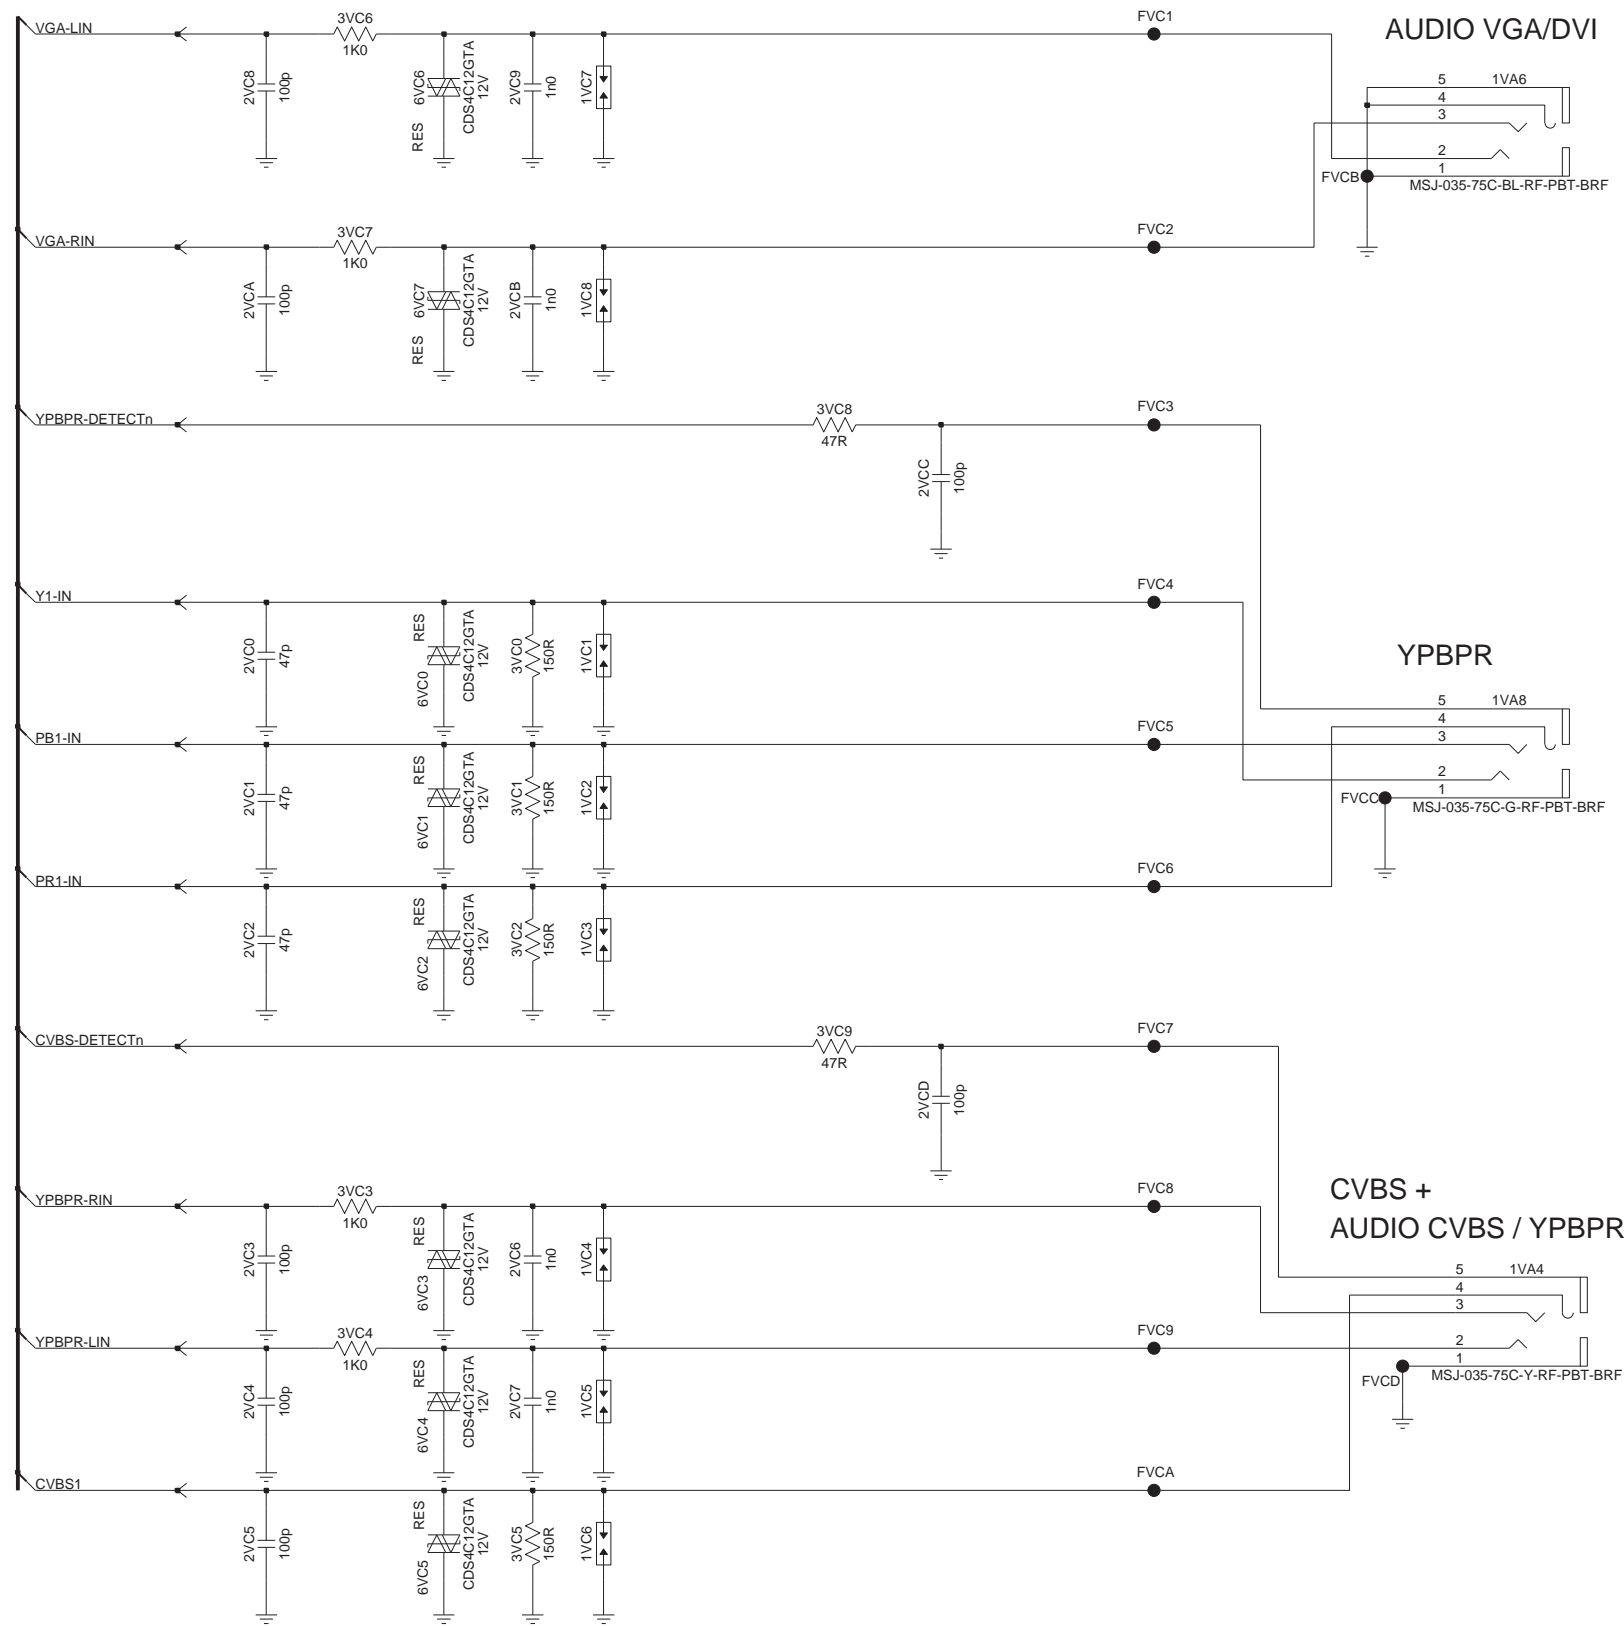 VGA-LIN
3VC6
1K0
2VC8
100p
6VC6
RES
CDS4C12GTA
12V
2VC9
1n0
1VC7
FVC1
AUDIO VGA/DVI
5
1VA6
4
3
2
1
FVCB
MSJ-035-75C-BL-RF-PBT-BRF
VGA-RIN
3VC7
1K0
2VCA
100p
6VC7
RES
CDS4C12GTA
12V
2VCB
1n0
1VC8
FVC2
YPBPR-DETECTn
3VC8
47R
2VCC
100p
FVC3
Y1-IN
2VC0
47p
RES
6VC0
CDS4C12GTA
12V
3VC0
150R
1VC1
FVC4
YPBPR
5
1VA8
4
3
2
1
FVCC
MSJ-035-75C-G-RF-PBT-BRF
PB1-IN
2VC1
47p
RES
6VC1
CDS4C12GTA
12V
3VC1
150R
1VC2
FVC5
PR1-IN
2VC2
47p
RES
6VC2
CDS4C12GTA
12V
3VC2
150R
1VC3
FVC6
CVBS-DETECTn
3VC9
47R
2VCD
100p
FVC7
CVBS +
AUDIO CVBS / YPBPR
5
1VA4
4
3
2
1
FVCD
MSJ-035-75C-Y-RF-PBT-BRF
YPBPR-RIN
3VC3
1K0
2VC3
100p
RES
6VC3
CDS4C12GTA
12V
2VC6
1n0
1VC4
FVC8
YPBPR-LIN
3VC4
1K0
2VC4
100p
RES
6VC4
CDS4C12GTA
12V
2VC7
1n0
1VC5
FVC9
CVBS1
2VC5
100p
RES
6VC5
CDS4C12GTA
12V
3VC5
150R
1VC6
FVCA